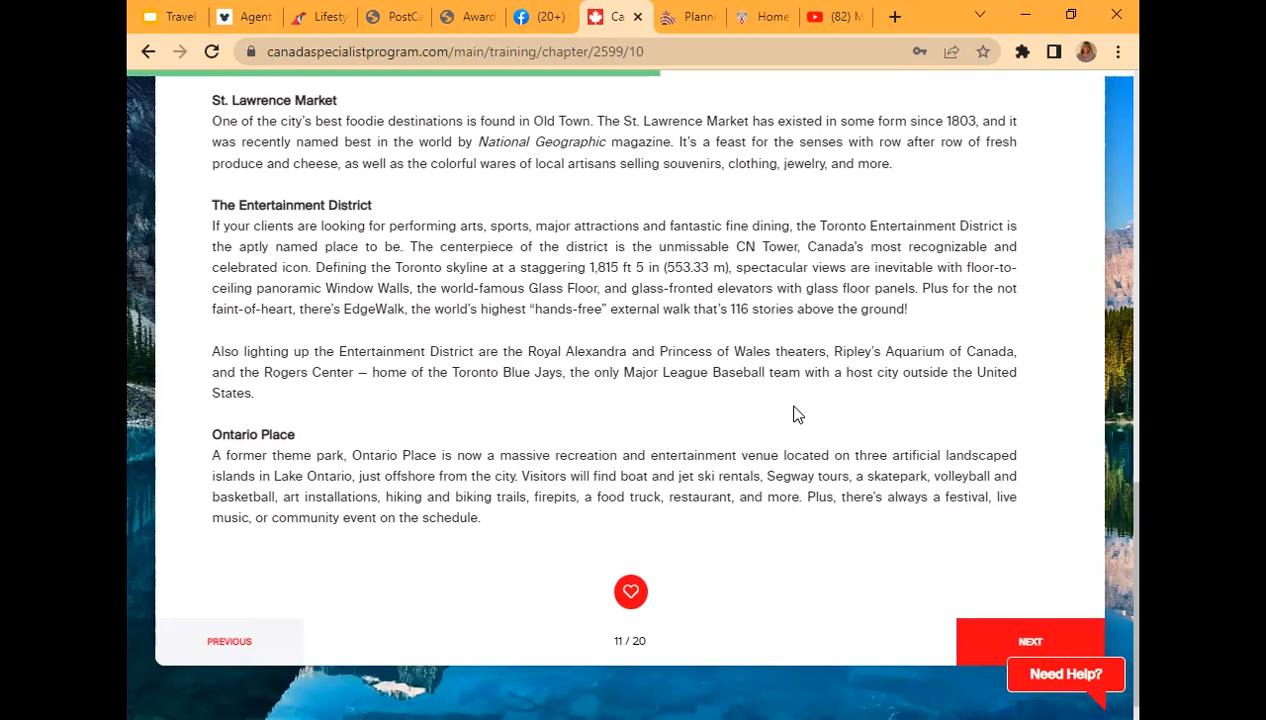 Travel
Agent
Lifesty
PostCa
Award
(20+)
Ca
Planni
Home
(82) M
canadaspecialistprogram.com/main/training/chapter/2599/10
St. Lawrence Market
One of the city's best foodie destinations is found in Old Town. The St. Lawrence Market has existed in some form since 1803, and it
was recently named best in the world by National Geographic magazine. It's a feast for the senses with row after row of fresh
produce and cheese, as well as the colorful wares of local artisans selling souvenirs, clothing, jewelry, and more.
The Entertainment District
If your clients are looking for performing arts, sports, major attractions and fantastic fine dining, the Toronto Entertainment District is
the aptly named place to be. The centerpiece of the district is the unmissable CN Tower, Canada's most recognizable and
celebrated icon. Defining the Toronto skyline at a staggering 1,815 ft 5 in (553.33 m), spectacular views are inevitable with floor-to-
ceiling panoramic Window Walls, the world-famous Glass Floor, and glass-fronted elevators with glass floor panels. Plus for the not
faint-of-heart, there's EdgeWalk, the world's highest “hands-free” external walk that's 116 stories above the ground!
Also lighting up the Entertainment District are the Royal Alexandra and Princess of Wales theaters, Ripley's Aquarium of Canada,
and the Rogers Center – home of the Toronto Blue Jays, the only Major League Baseball team with a host city outside the United
States.
Ontario Place
A former theme park, Ontario Place is now a massive recreation and entertainment venue located on three artificial landscaped
islands in Lake Ontario, just offshore from the city. Visitors will find boat and jet ski rentals, Segway tours, a skatepark, volleyball and
basketball, art installations, hiking and biking trails, firepits, a food truck, restaurant, and more. Plus, there's always a festival, live
music, or community event on the schedule.
PREVIOUS
11 / 20
NEXT
Need Help?